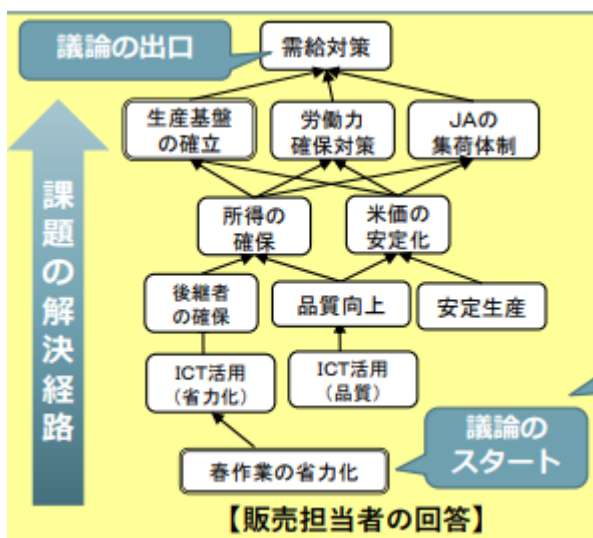 議論の出口
需給対策
生産基盤
の確立
労働力
確保対策
JAの
集荷体制
課題の解決経路
所得の
確保
米価の
安定化
後継者
の確保
品質向上
安定生産
ICT活用
（省力化）
ICT活用
（品質）
議論の
スタート
春作業の省力化
【販売担当者の回答】